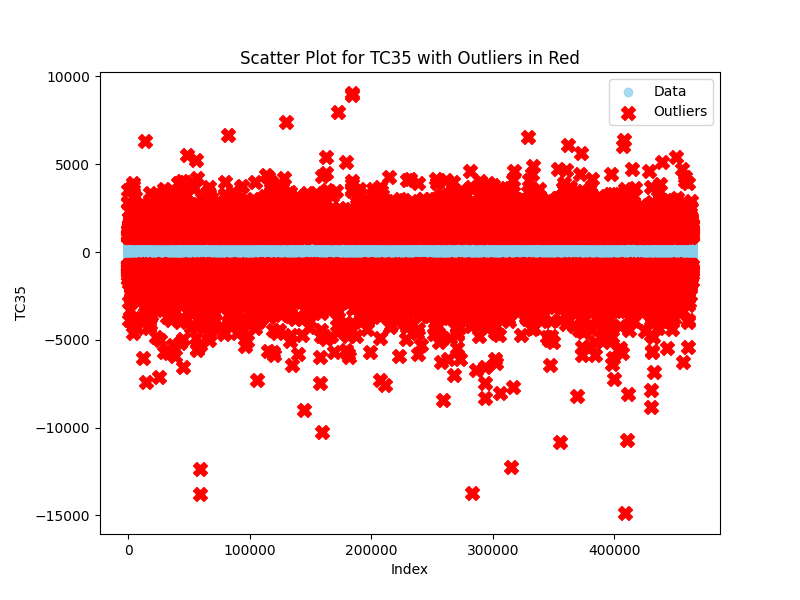 Scatter Plot for TC35 with Outliers in Red
Data
Outliers
10000
5000
0
−5000
−10000
−15000
TC35
0 100000 200000 300000 400000
Index